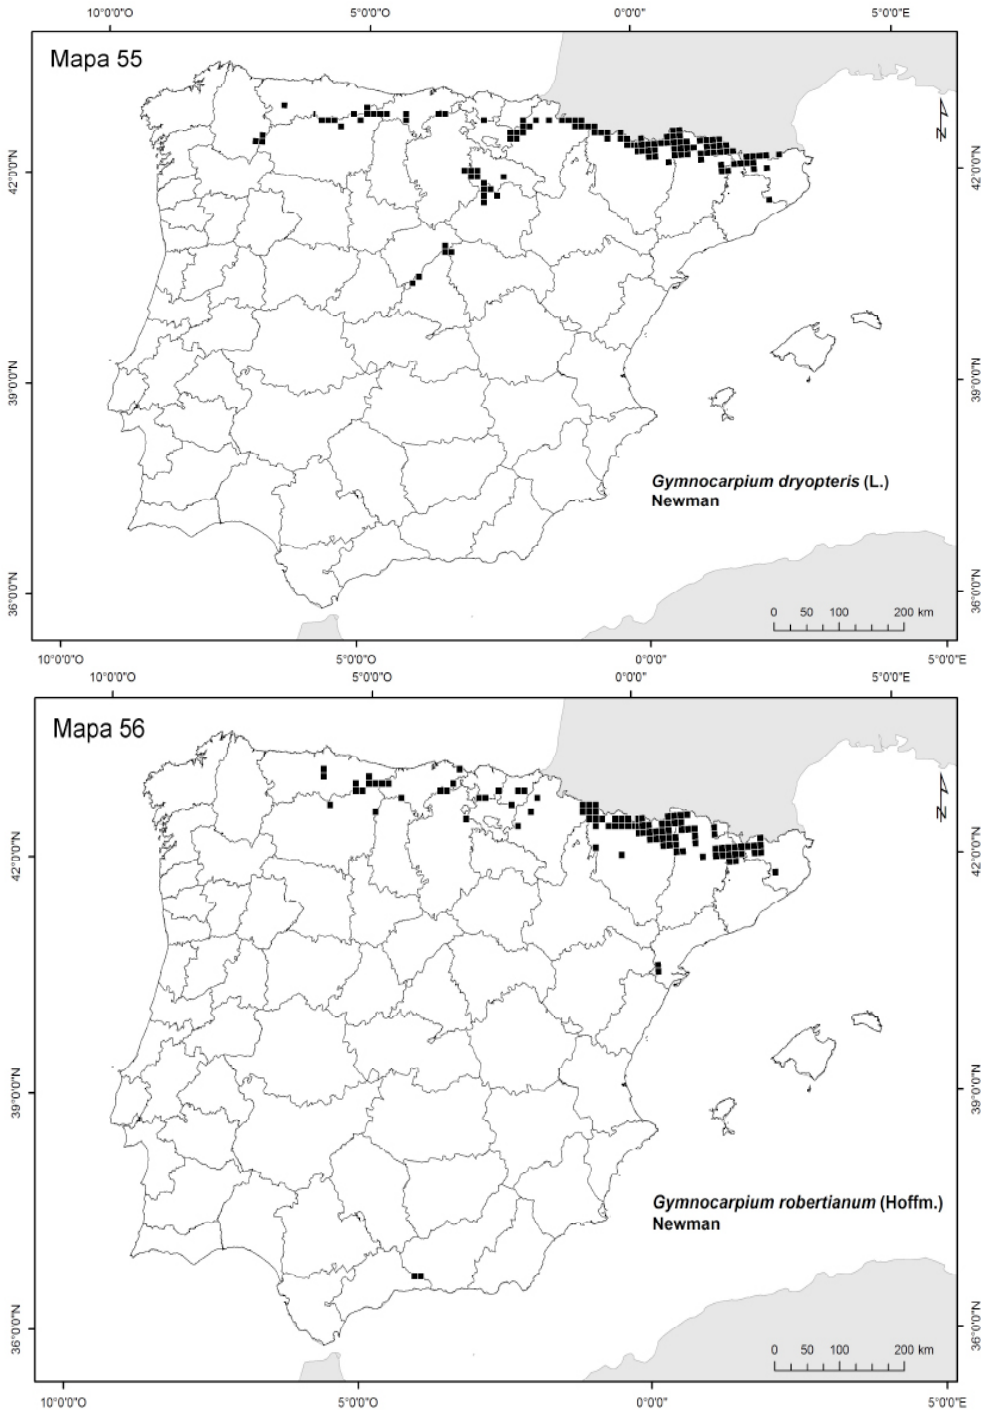 10°0'0"O 5°0'0"O 0°0'0" 5°0'0"E
Mapa 55
N
42°0'0"N 42°0'0"N
39°0'0"N 39°0'0"N
Gymnocarpium dryopteris (L.)
Newman
36°0'0"N 36°0'0"N
0 50 100 200 km
10°0'0"O 5°0'0"O 0°0'0" 5°0'0"E
10°0'0"O 5°0'0"O 0°0'0" 5°0'0"E
Mapa 56
N
42°0'0"N 42°0'0"N
39°0'0"N 39°0'0"N
Gymnocarpium robertianum (Hoffm.)
Newman
36°0'0"N 36°0'0"N
0 50 100 200 km
10°0'0"O 5°0'0"O 0°0'0" 5°0'0"E